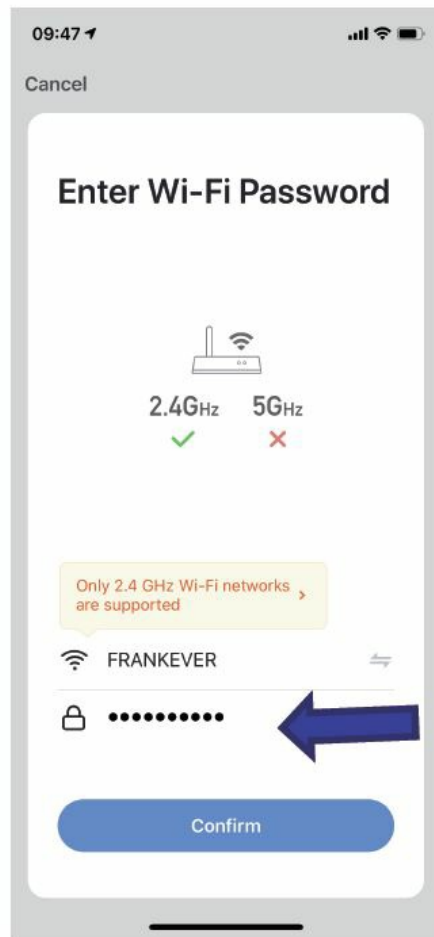 09:47
Cancel
Enter Wi-Fi Password
2.4GHz 5GHz
Only 2.4 GHz Wi-Fi networks
are supported
FRANKEVER
••••••••••
Confirm